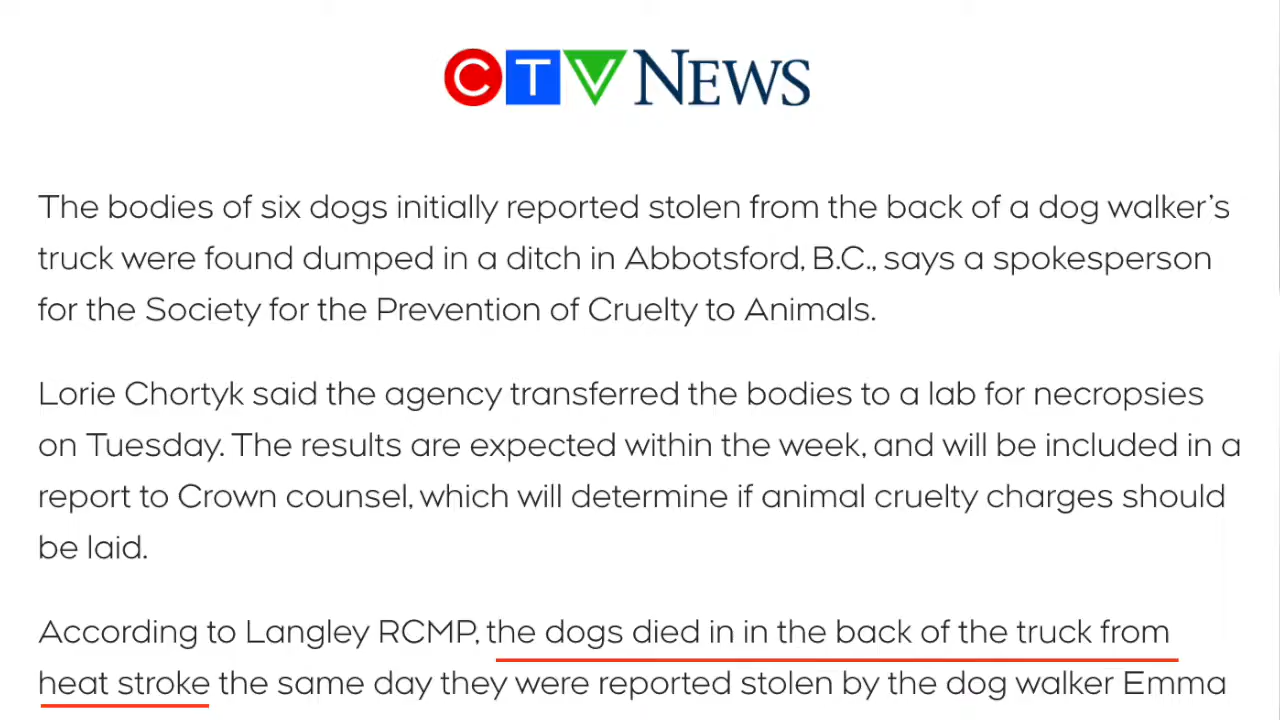 CTV NEWS
The bodies of six dogs initially reported stolen from the back of a dog walker’s
truck were found dumped in a ditch in Abbotsford, B.C., says a spokesperson
for the Society for the Prevention of Cruelty to Animals.
Lorie Chortyk said the agency transferred the bodies to a lab for necropsies
on Tuesday. The results are expected within the week, and will be included in a
report to Crown counsel, which will determine if animal cruelty charges should
be laid.
According to Langley RCMP, the dogs died in in the back of the truck from
heat stroke the same day they were reported stolen by the dog walker Emma